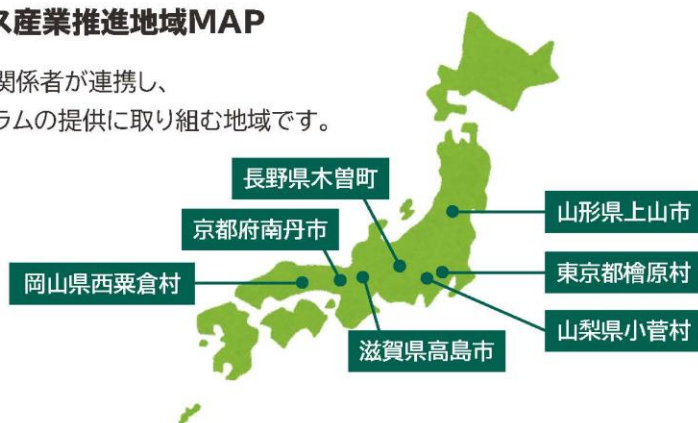 ス産業推進地域MAP
関係者が連携し、
ラムの提供に取り組む地域です。
長野県木曽町
京都府南丹市
山形県上山市
岡山県西粟倉村
東京都檜原村
山梨県小菅村
滋賀県高島市